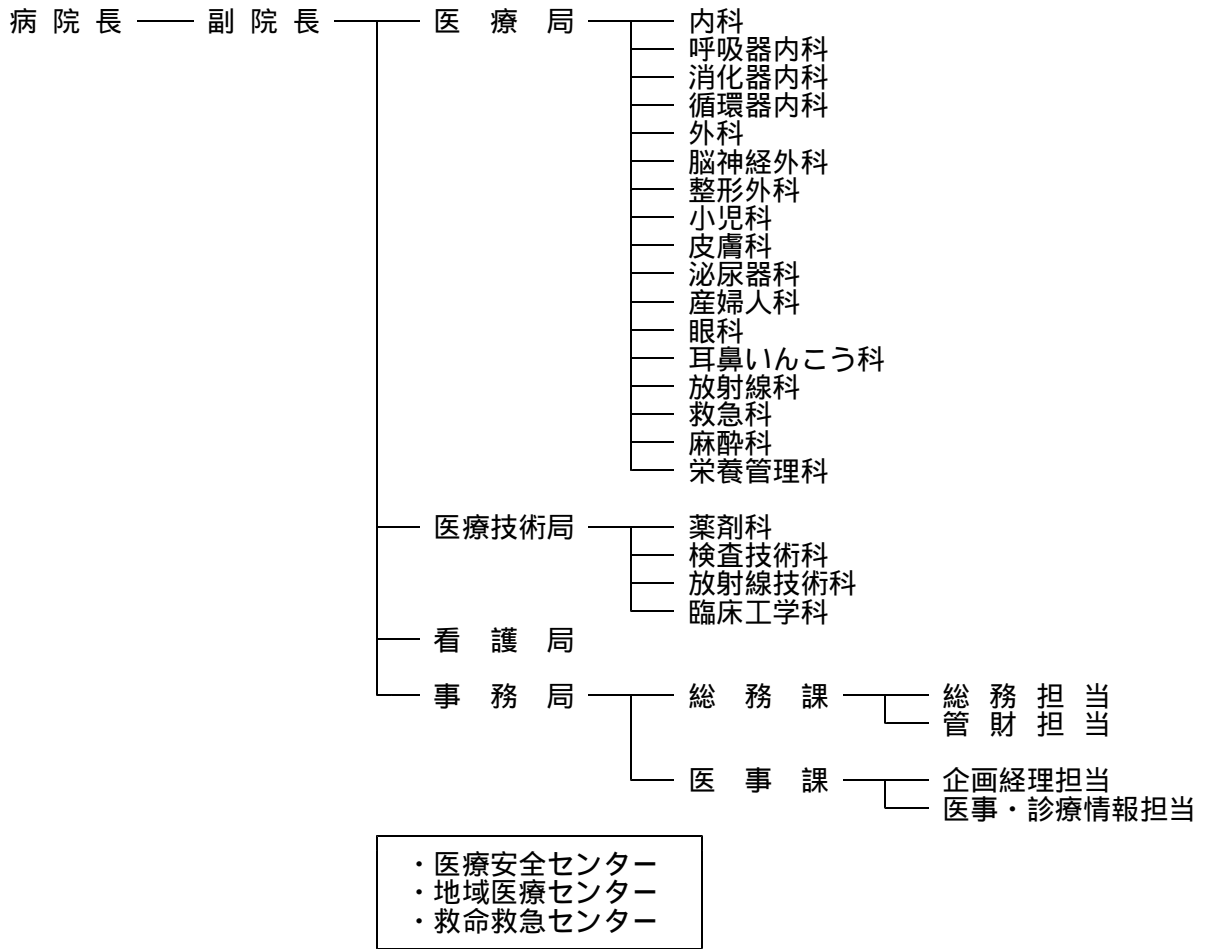 病院長 副院長 医療局 内科
呼吸器内科
消化器内科
循環器内科
外科
脳神経外科
整形外科
小児科
皮膚科
泌尿器科
産婦人科
眼科
耳鼻いんこう科
放射線科
救急科
麻酔科
栄養管理科
医療技術局 薬剤科
検査技術科
放射線技術科
臨床工学科
看護局
事務局 総務課 総務担当
管財担当
医事課 企画経理担当
医事・診療情報担当
・医療安全センター
・地域医療センター
・救命救急センター